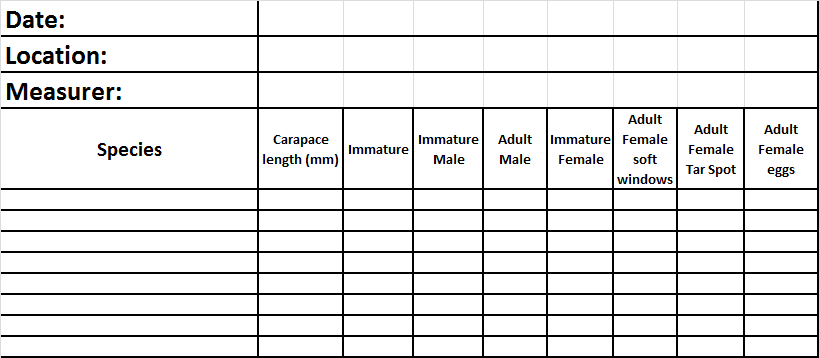 Date:
Location:
Measurer:
Species
Carapace
length (mm)
Immature
Immature
Male
Adult
Male
Immature
Female
Adult
Female
soft
windows
Adult
Female
Tar Spot
Adult
Female
eggs